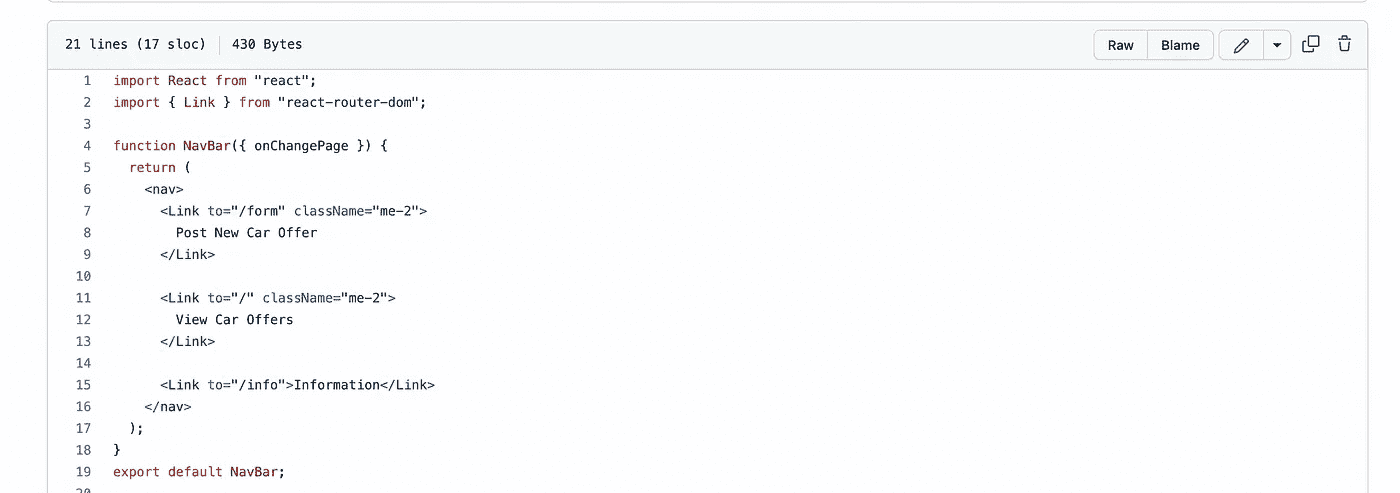 21 lines (17 sloc) 430 Bytes Raw Blame
1 import React from "react";
2 import { Link } from "react-router-dom";
3
4 function NavBar({ onChangePage }) {
5   return (
6     <nav>
7       <Link to="/form" className="me-2">
8         Post New Car Offer
9       </Link>
10
11       <Link to="/" className="me-2">
12         View Car Offers
13       </Link>
14
15       <Link to="/info">Information</Link>
16     </nav>
17   );
18 }
19 export default NavBar;
20